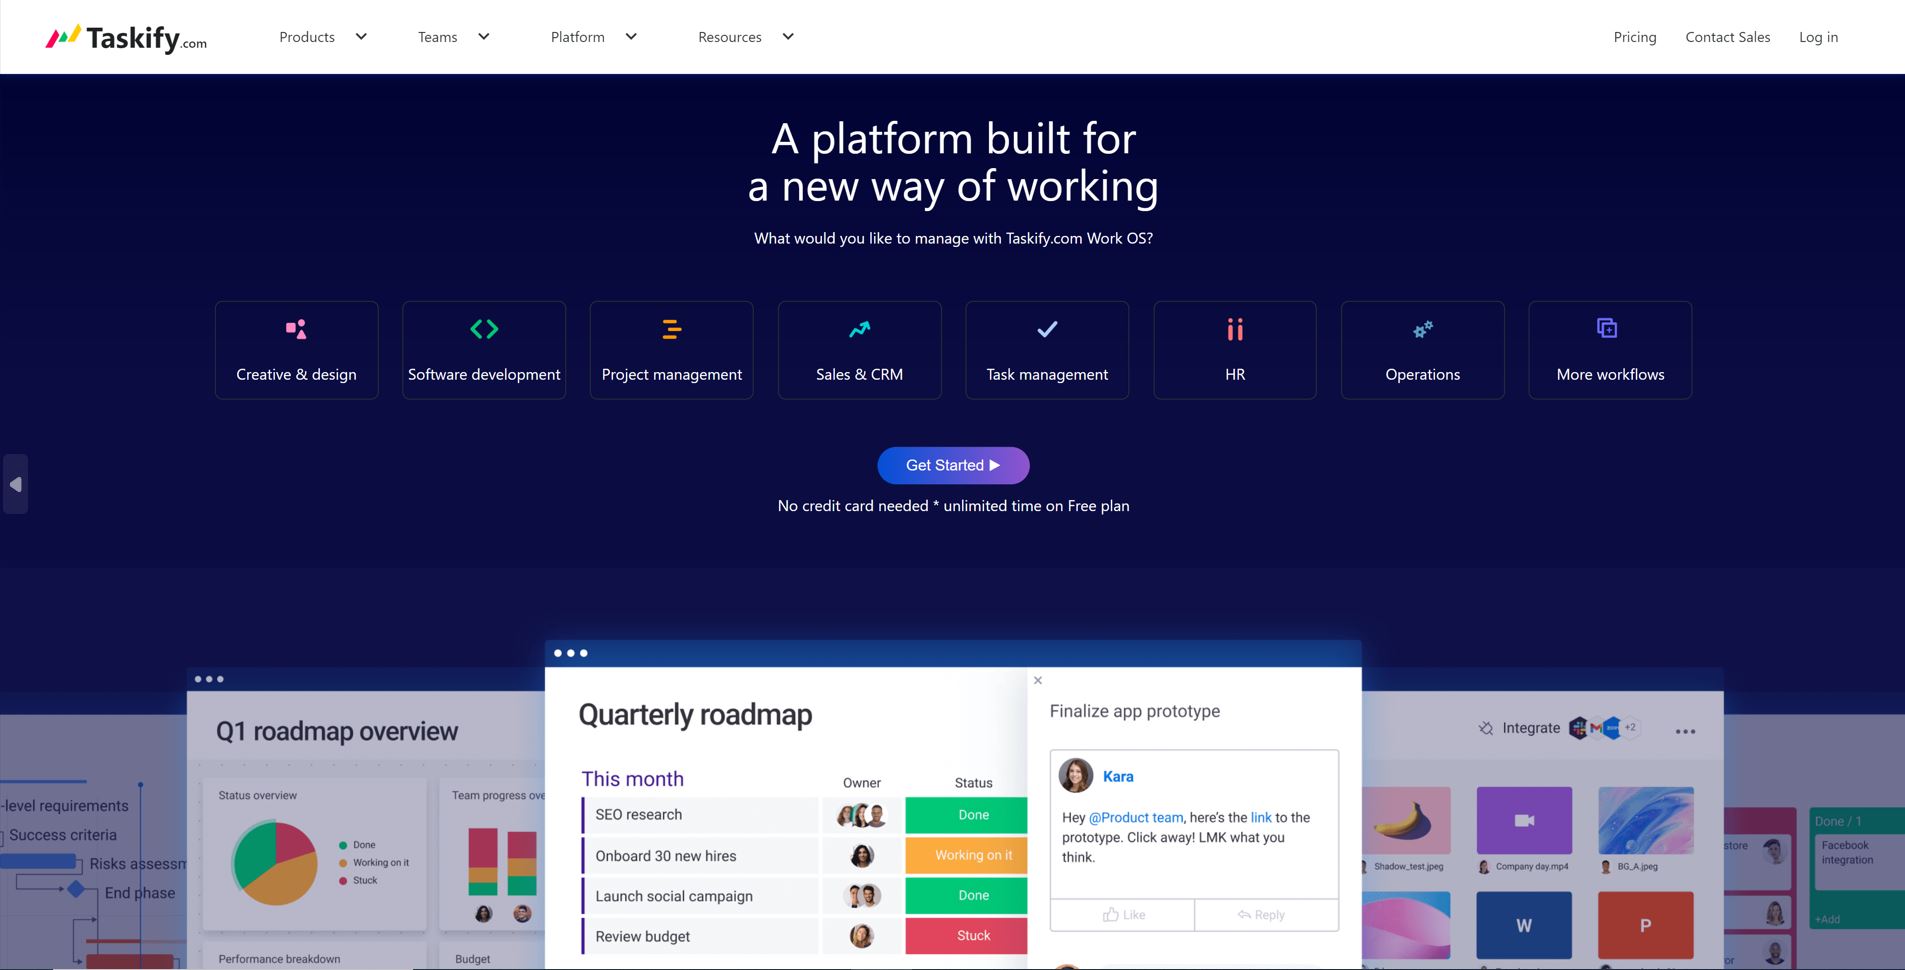 Taskify.com
Products
Teams
Platform
Resources
Pricing
Contact Sales
Log in
A platform built for
a new way of working
What would you like to manage with Taskify.com Work OS?
Creative & design
Software development
Project management
Sales & CRM
Task management
HR
Operations
More workflows
Get Started
No credit card needed * unlimited time on Free plan
-level requirements
Success criteria
Risks assessm
End phase
Q1 roadmap overview
Status overview
Done
Working on it
Stuck
Team progress ove
Performance breakdown
Budget
Quarterly roadmap
This month
Owner
Status
SEO research
Done
Onboard 30 new hires
Working on it
Launch social campaign
Done
Review budget
Stuck
Finalize app prototype
Kara
Hey @Product team, here's the link to the
prototype. Click away! LMK what you
think.
Like
Reply
Integrate
+2
Shadow_test.jpeg
Company day.mp4
BG_A.jpeg
W
P
store
Done / 1
Facebook
integration
+Add